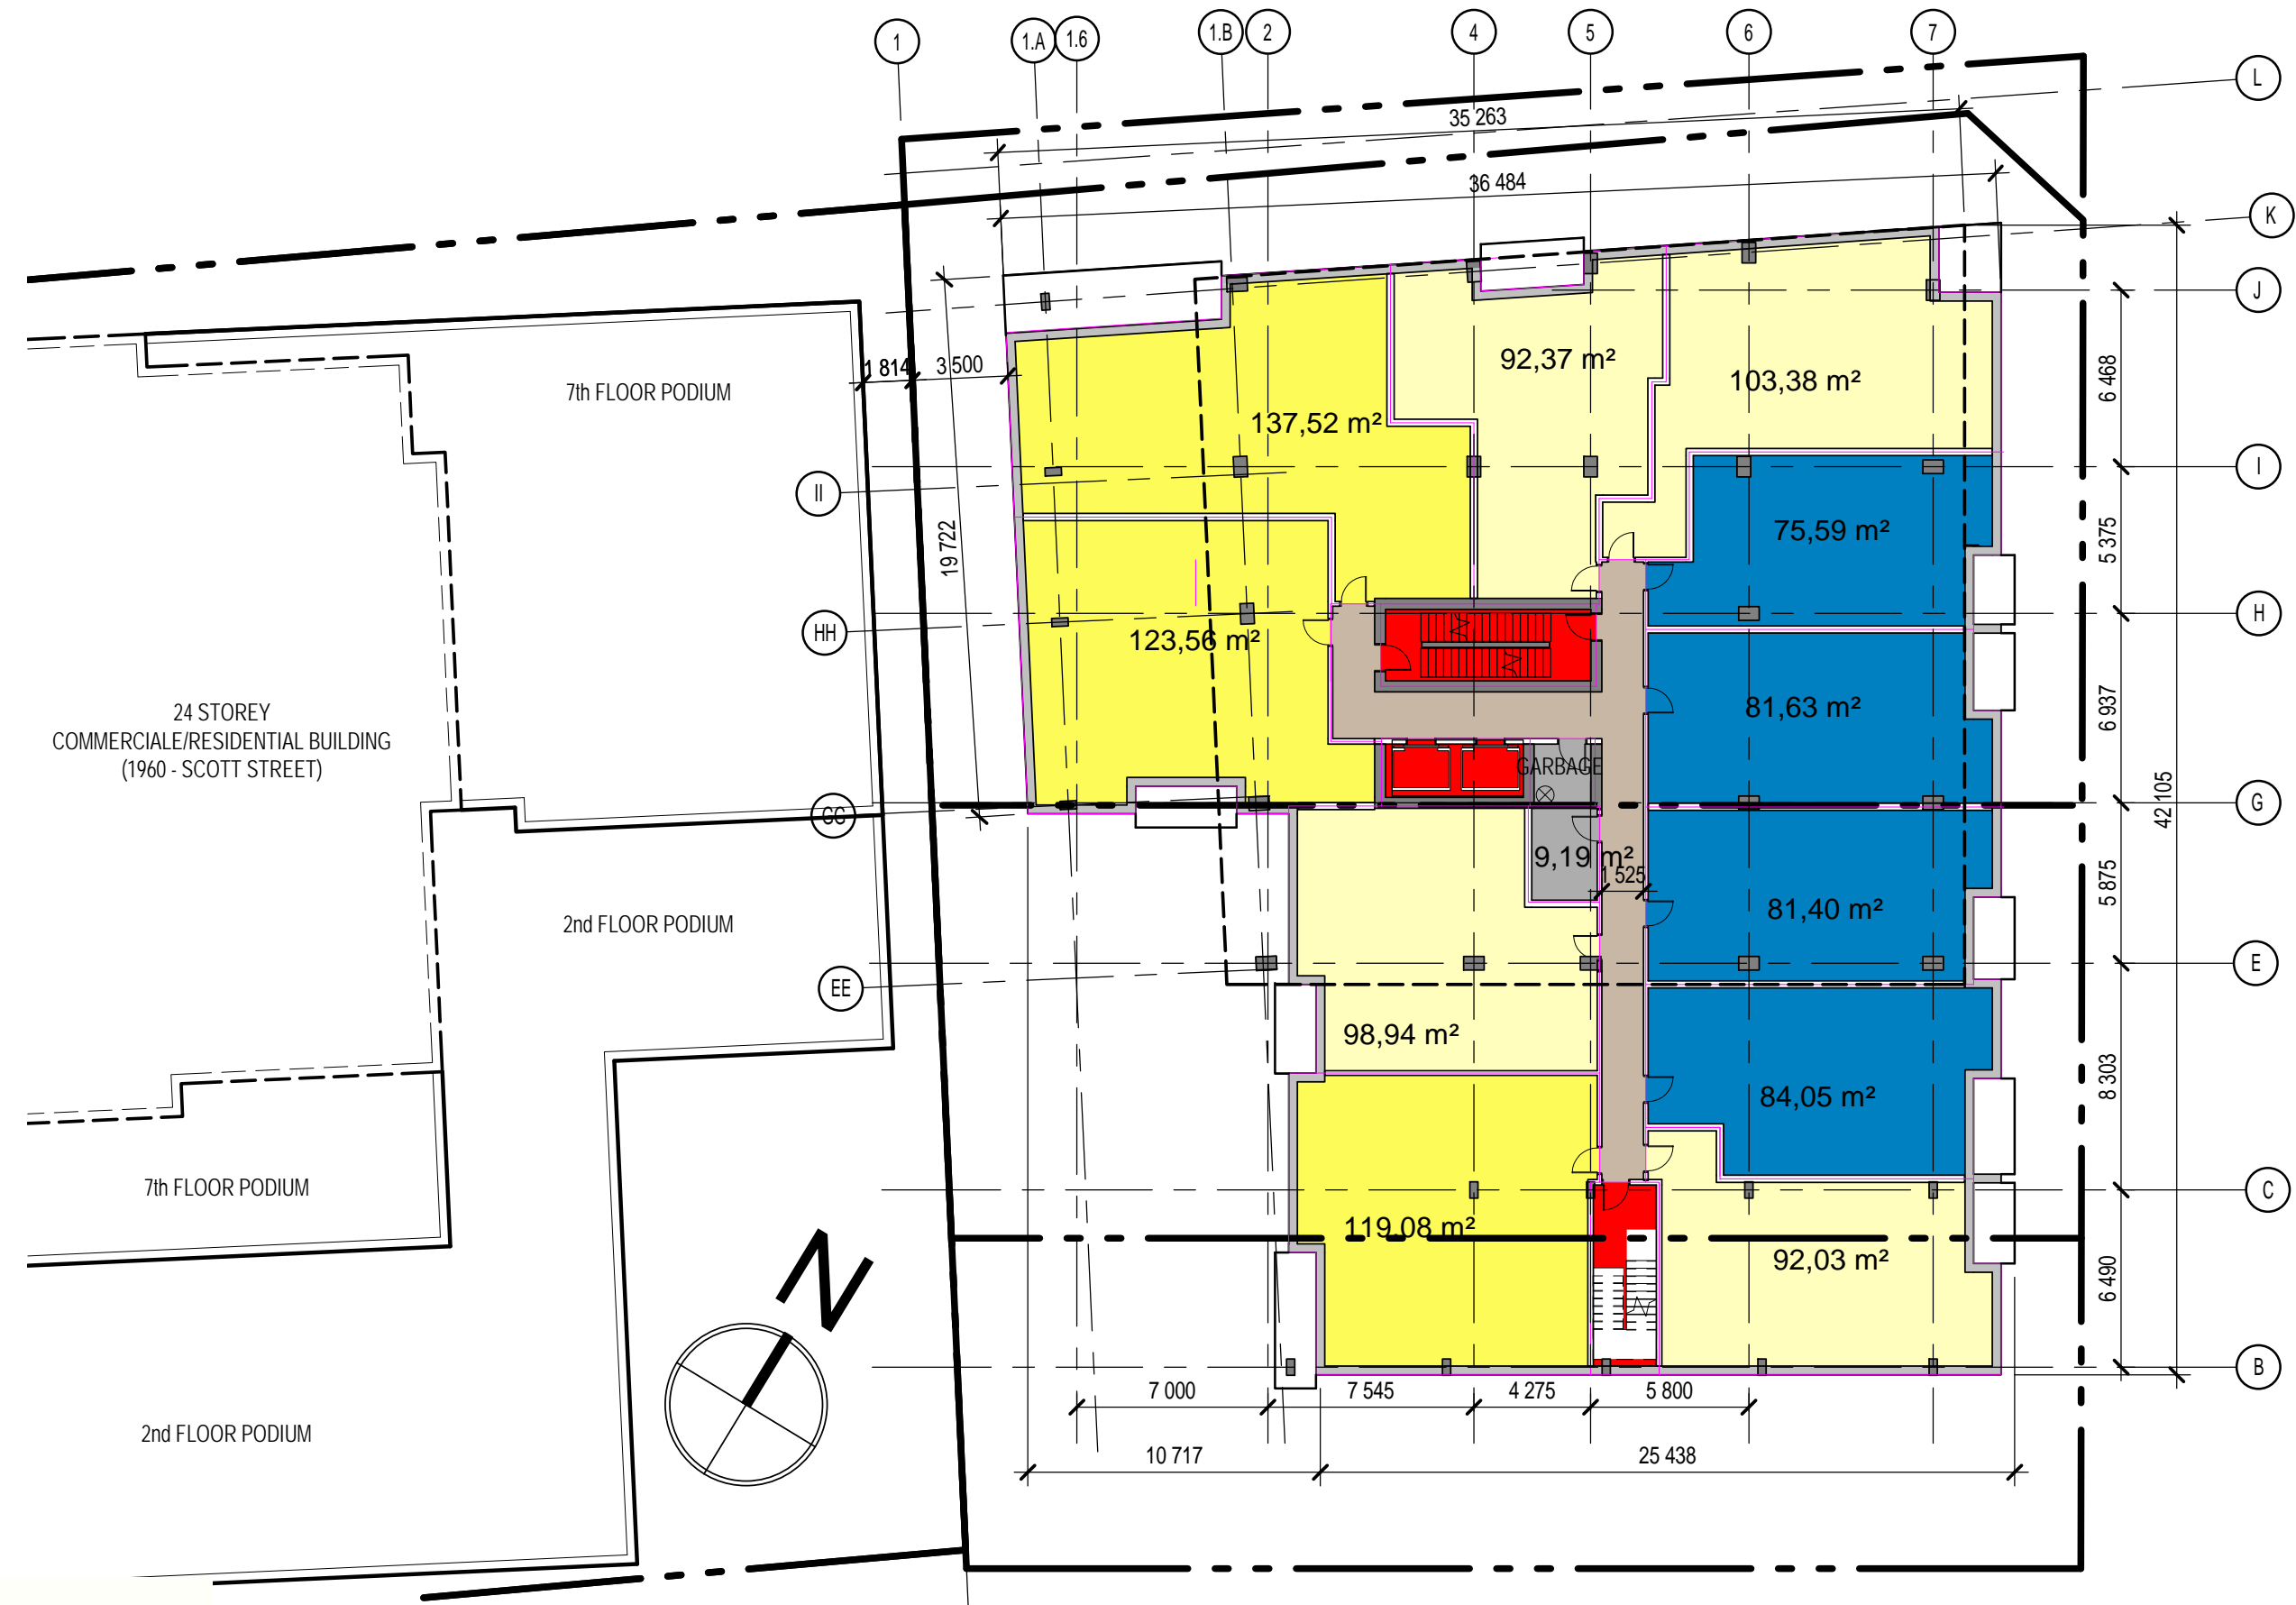 1
1.A
1.6
1.B
2
4
5
6
7
L
35 263
36 484
K
J
1 814
3 500
7th FLOOR PODIUM
92,37 m²
103,38 m²
6 468
137,52 m²
II
I
19 722
75,59 m²
5 375
HH
H
123,56 m²
24 STOREY
COMMERCIALE/RESIDENTIAL BUILDING
(1960 - SCOTT STREET)
81,63 m²
6 937
GARBAGE
42 105
GG
G
9,19 m²
1 525
5 875
2nd FLOOR PODIUM
81,40 m²
EE
E
98,94 m²
84,05 m²
8 303
7th FLOOR PODIUM
C
119,08 m²
92,03 m²
6 490
N
B
7 000
7 545
4 275
5 800
2nd FLOOR PODIUM
10 717
25 438